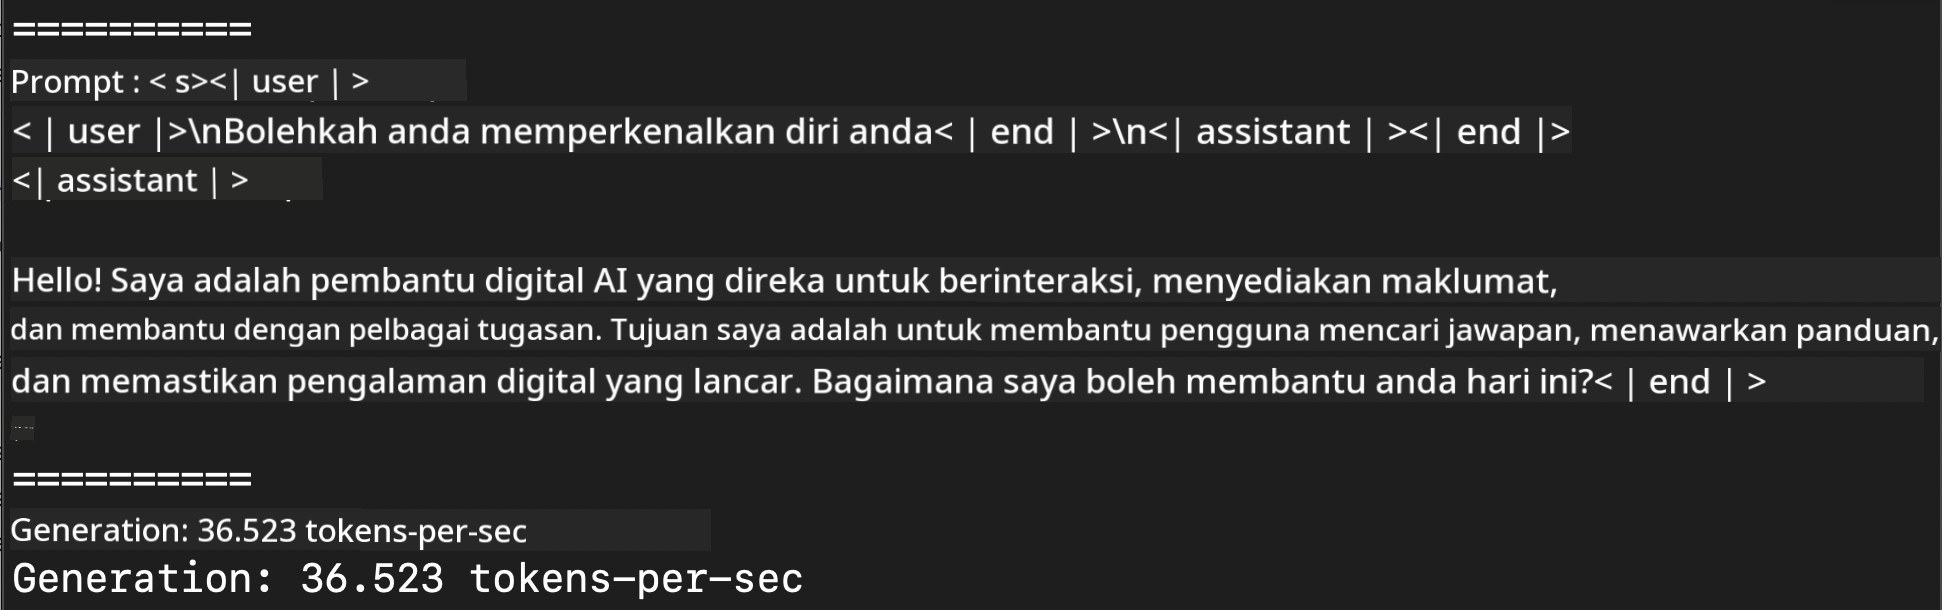 ==========
Prompt : < s><| user | >
< | user |>\nBolehkah anda memperkenalkan diri anda< | end | >\n<| assistant | ><| end |>
<| assistant | >
Hello! Saya adalah pembantu digital AI yang direka untuk berinteraksi, menyediakan maklumat,
dan membantu dengan pelbagai tugasan. Tujuan saya adalah untuk membantu pengguna mencari jawapan, menawarkan panduan,
dan memastikan pengalaman digital yang lancar. Bagaimana saya boleh membantu anda hari ini?< | end | >
==========
Generation: 36.523 tokens-per-sec
Generation: 36.523 tokens-per-sec